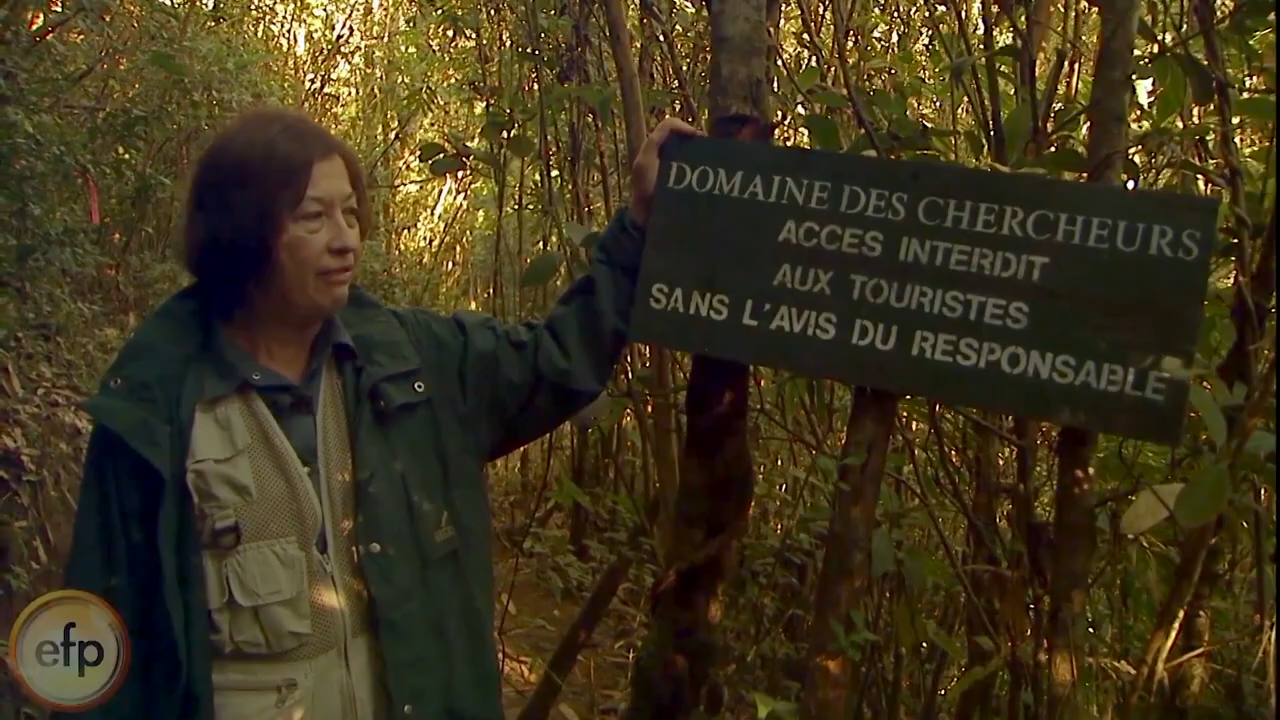 DOMAINE DES CHERCHEURS
ACCES INTERDIT
AUX TOURISTES
SANS L'AVIS DU RESPONSABLE
efp